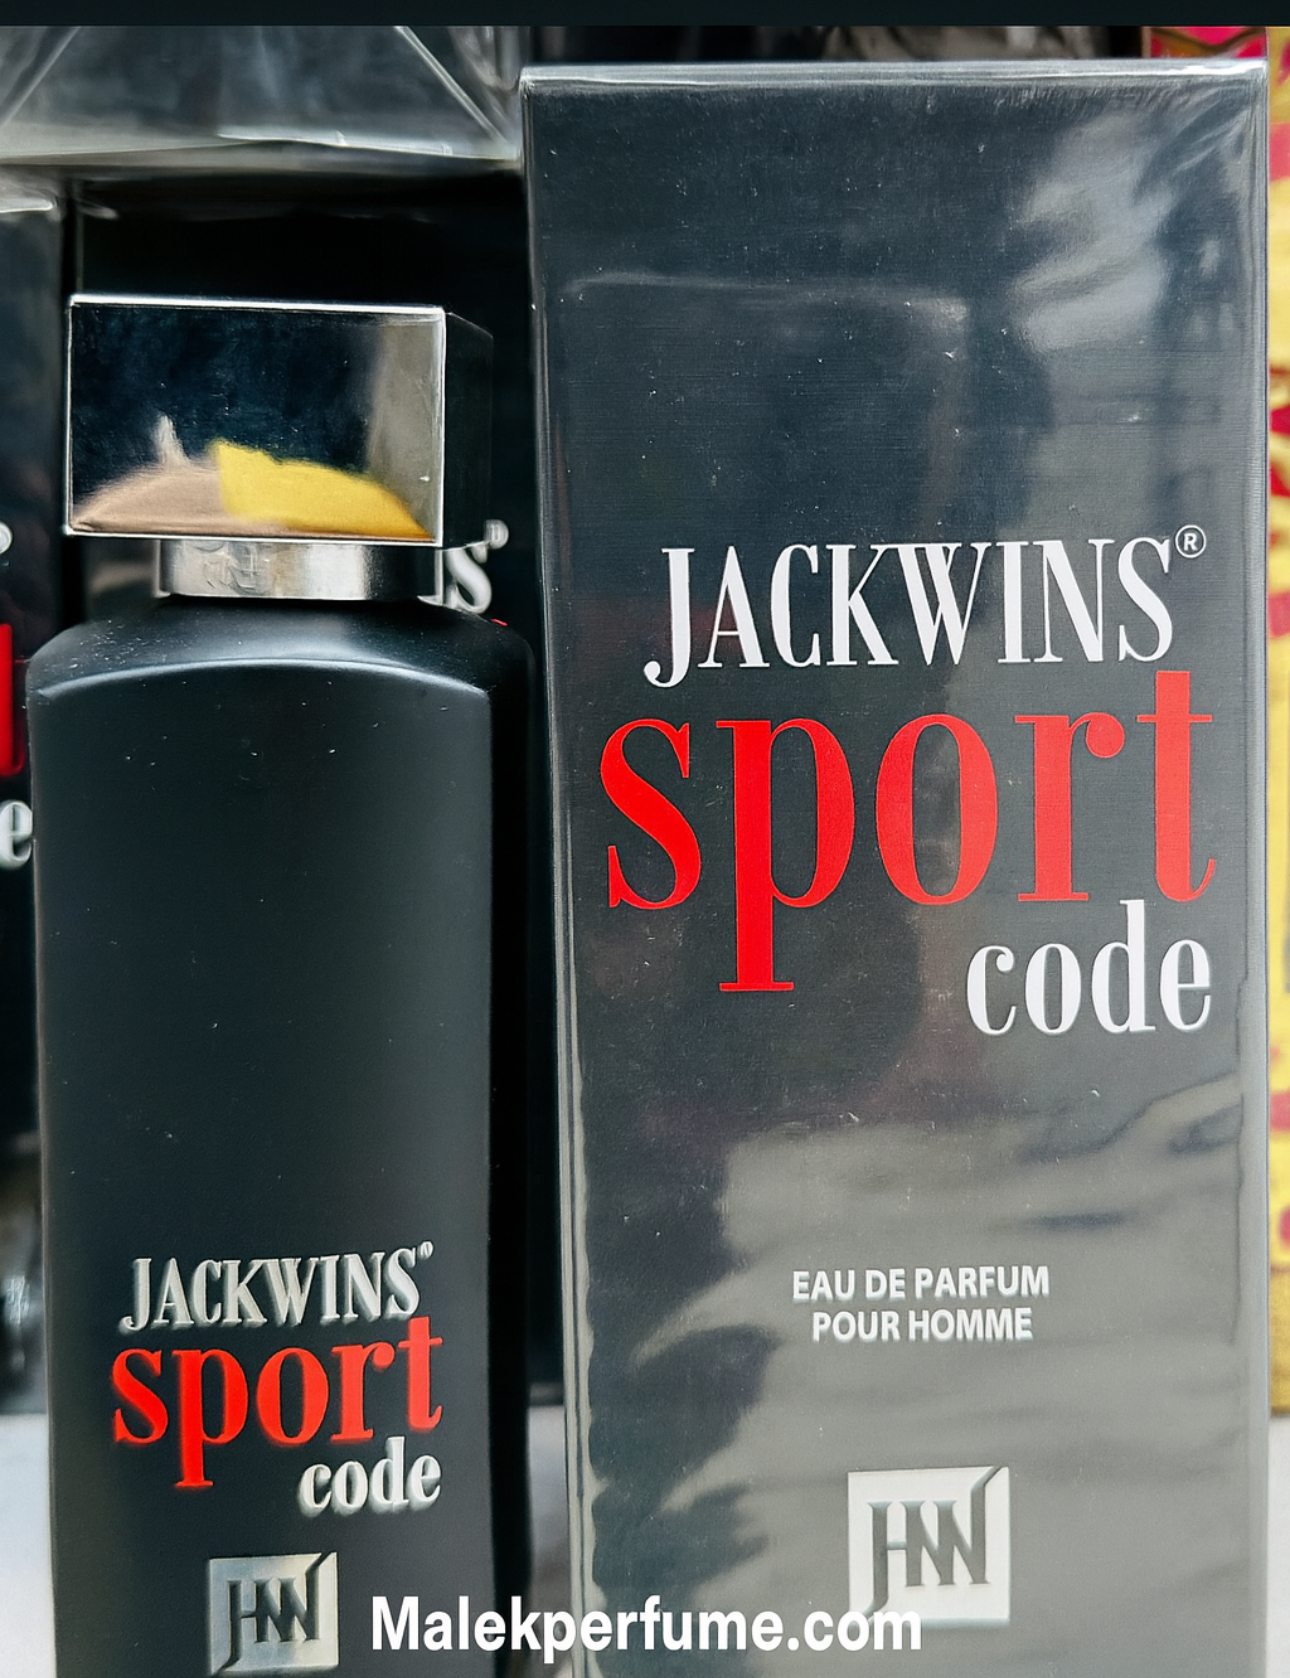 JACKWINS®
sport
code
EAU DE PARFUM
POUR HOMME
JACKWINS®
sport
code
Malekperfume.com